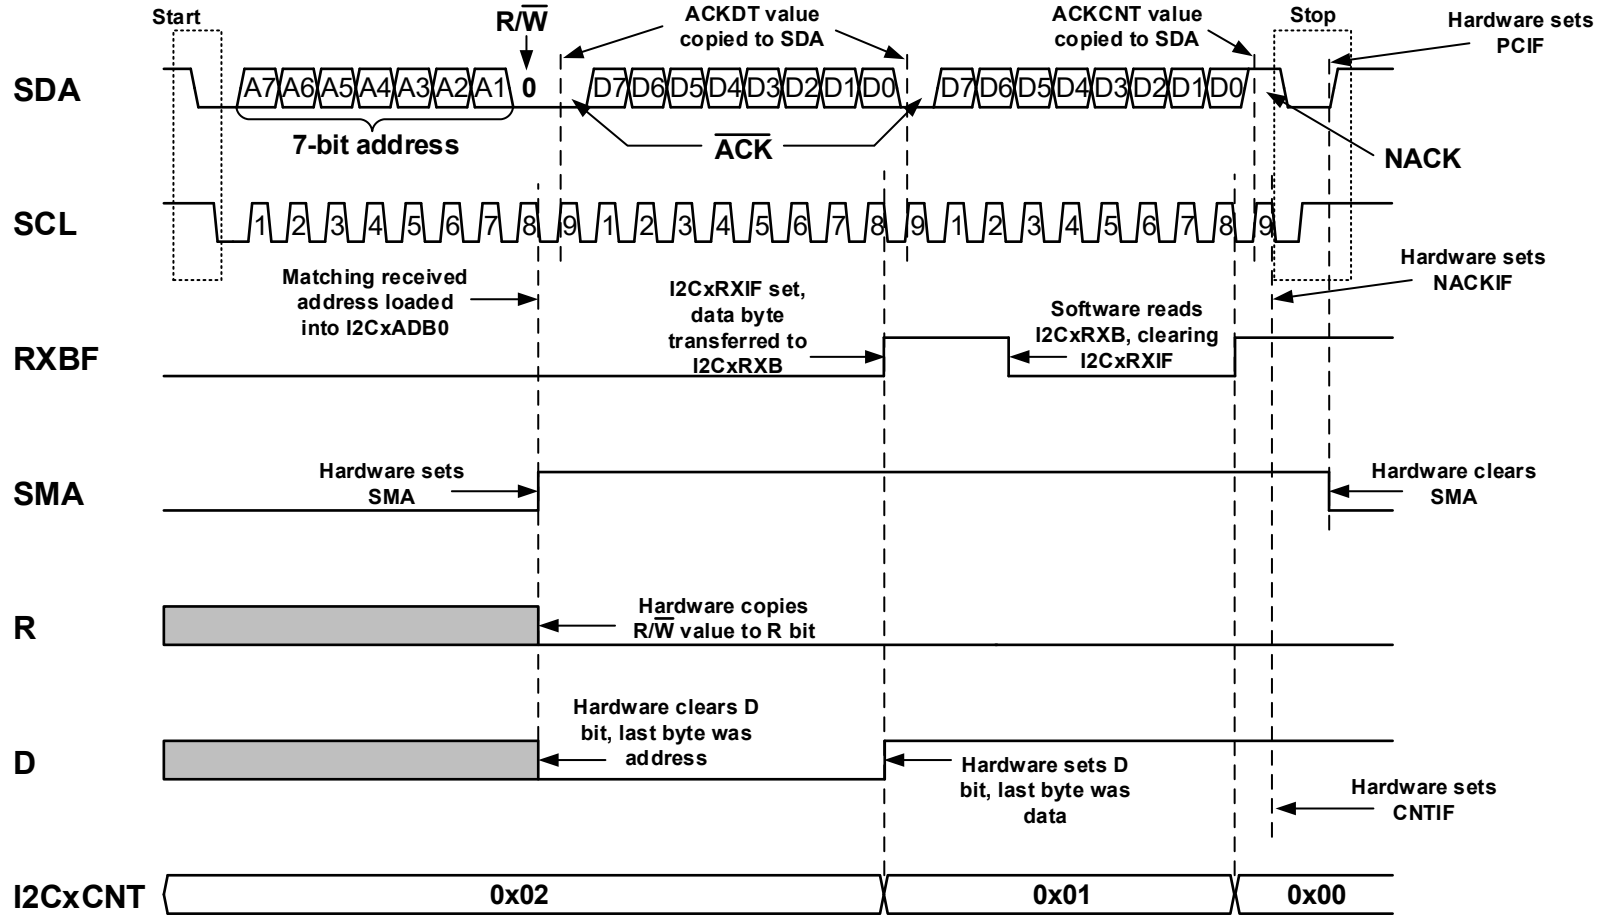 Start
R/W
ACKDT value
copied to SDA
ACKCNT value
copied to SDA
Stop
Hardware sets
PCIF
SDA
A7 A6 A5 A4 A3 A2 A1 0 D7 D6 D5 D4 D3 D2 D1 D0 D7 D6 D5 D4 D3 D2 D1 D0
7-bit address
ACK
NACK
SCL
1 2 3 4 5 6 7 8 9 1 2 3 4 5 6 7 8 9 1 2 3 4 5 6 7 8 9
Matching received
address loaded
into I2CxADB0
I2CxRXIF set,
data byte
transferred to
I2CxRXB
Software reads
I2CxRXB, clearing
I2CxRXIF
Hardware sets
NACKIF
RXBF
SMA
Hardware sets
SMA
Hardware clears
SMA
R
Hardware copies
R/W value to R bit
D
Hardware clears D
bit, last byte was
address
Hardware sets D
bit, last byte was
data
Hardware sets
CNTIF
I2CxCNT
0x02 0x01 0x00